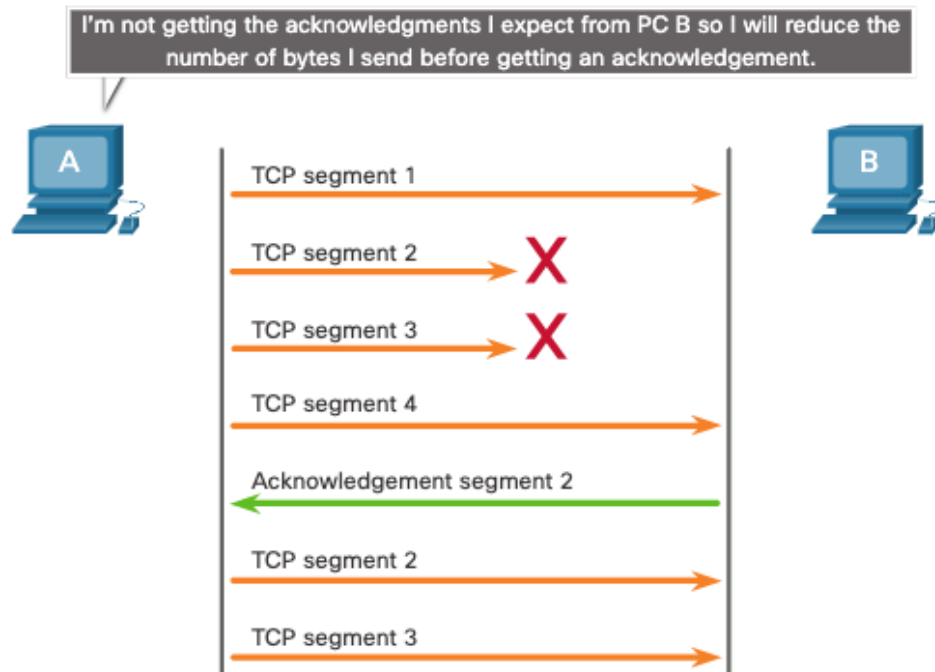 I'm not getting the acknowledgments I expect from PC B so I will reduce the
number of bytes I send before getting an acknowledgement.
A
B
TCP segment 1
TCP segment 2
X
TCP segment 3
X
TCP segment 4
Acknowledgement segment 2
TCP segment 2
TCP segment 3